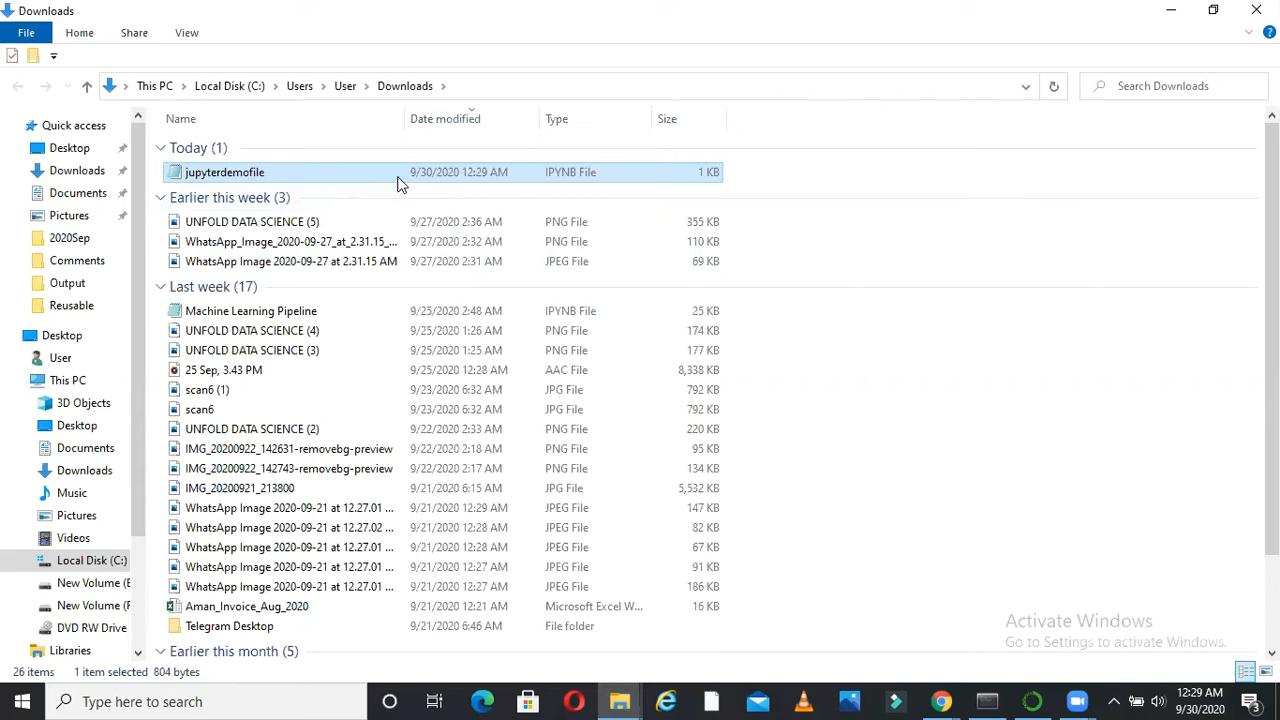 Downloads
File Home Share View
This PC Local Disk (C:) Users User Downloads Search Downloads
Name Date modified Type Size
Quick access
Desktop
Downloads
Documents
Pictures
2020Sep
Comments
Output
Reusable
Desktop
User
This PC
3D Objects
Desktop
Documents
Downloads
Music
Pictures
Videos
Local Disk (C:)
New Volume (E
New Volume (F
DVD RW Drive
Libraries
Today (1)
jupyterdemofile 9/30/2020 12:29 AM IPYNB File 1 KB
Earlier this week (3)
UNFOLD DATA SCIENCE (5) 9/27/2020 2:36 AM PNG File 355 KB
WhatsApp_Image_2020-09-27_at_2.31.15_... 9/27/2020 2:32 AM PNG File 110 KB
WhatsApp Image 2020-09-27 at 2.31.15 AM 9/27/2020 2:31 AM JPEG File 69 KB
Last week (17)
Machine Learning Pipeline 9/25/2020 2:48 AM IPYNB File 25 KB
UNFOLD DATA SCIENCE (4) 9/25/2020 1:26 AM PNG File 174 KB
UNFOLD DATA SCIENCE (3) 9/25/2020 1:25 AM PNG File 177 KB
25 Sep, 3.43 PM 9/25/2020 12:28 AM AAC File 8,338 KB
scan6 (1) 9/23/2020 6:32 AM JPG File 792 KB
scan6 9/23/2020 6:32 AM JPG File 792 KB
UNFOLD DATA SCIENCE (2) 9/22/2020 2:33 AM PNG File 220 KB
IMG_20200922_142631-removebg-preview 9/22/2020 2:18 AM PNG File 95 KB
IMG_20200922_142743-removebg-preview 9/22/2020 2:17 AM PNG File 134 KB
IMG_20200921_213800 9/21/2020 6:15 AM JPG File 5,532 KB
WhatsApp Image 2020-09-21 at 12.27.01 ... 9/21/2020 12:29 AM JPEG File 147 KB
WhatsApp Image 2020-09-21 at 12.27.02 ... 9/21/2020 12:28 AM JPEG File 82 KB
WhatsApp Image 2020-09-21 at 12.27.01 ... 9/21/2020 12:28 AM JPEG File 67 KB
WhatsApp Image 2020-09-21 at 12.27.01 ... 9/21/2020 12:27 AM JPEG File 91 KB
WhatsApp Image 2020-09-21 at 12.27.01 ... 9/21/2020 12:27 AM JPEG File 186 KB
Aman_Invoice_Aug_2020 9/21/2020 12:21 AM Microsoft Excel W... 16 KB
Telegram Desktop 9/21/2020 6:46 AM File folder
Earlier this month (5)
Activate Windows
Go to Settings to activate Windows.
26 items 1 item selected 804 bytes
Type here to search
12:29 AM
9/30/2020
3